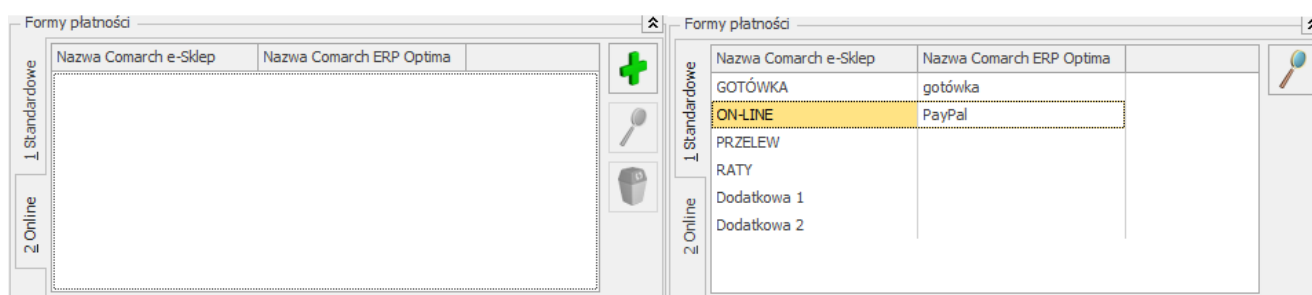 Formy płatności
Nazwa Comarch e-Sklep Nazwa Comarch ERP Optima
1 Standardowe
2 Online
Formy płatności
Nazwa Comarch e-Sklep Nazwa Comarch ERP Optima
GOTÓWKA gotówka
ON-LINE PayPal
PRZELEW
RATY
Dodatkowa 1
Dodatkowa 2
1 Standardowe
2 Online